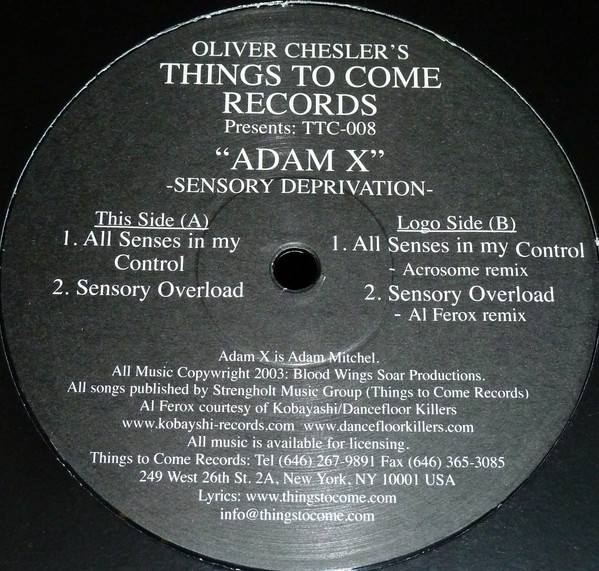 OLIVER CHESLER'S
THINGS TO COME
RECORDS
Presents: TTC-008
"ADAM X"
-SENSORY DEPRIVATION-
This Side (A)
1. All Senses in my
Control
2. Sensory Overload
Logo Side (B)
1. All Senses in my Control
- Acrosome remix
2. Sensory Overload
- Al Ferox remix
Adam X is Adam Mitchel.
All Music Copywright 2003: Blood Wings Soar Productions.
All songs published by Strengholt Music Group (Things to Come Records)
Al Ferox courtesy of Kobayashi/Dancefloor Killers
www.kobayshi-records.com www.dancefloorkillers.com
All music is available for licensing.
Things to Come Records: Tel (646) 267-9891 Fax (646) 365-3085
249 West 26th St. 2A, New York, NY 10001 USA
Lyrics: www.thingstocome.com
info@thingstocome.com